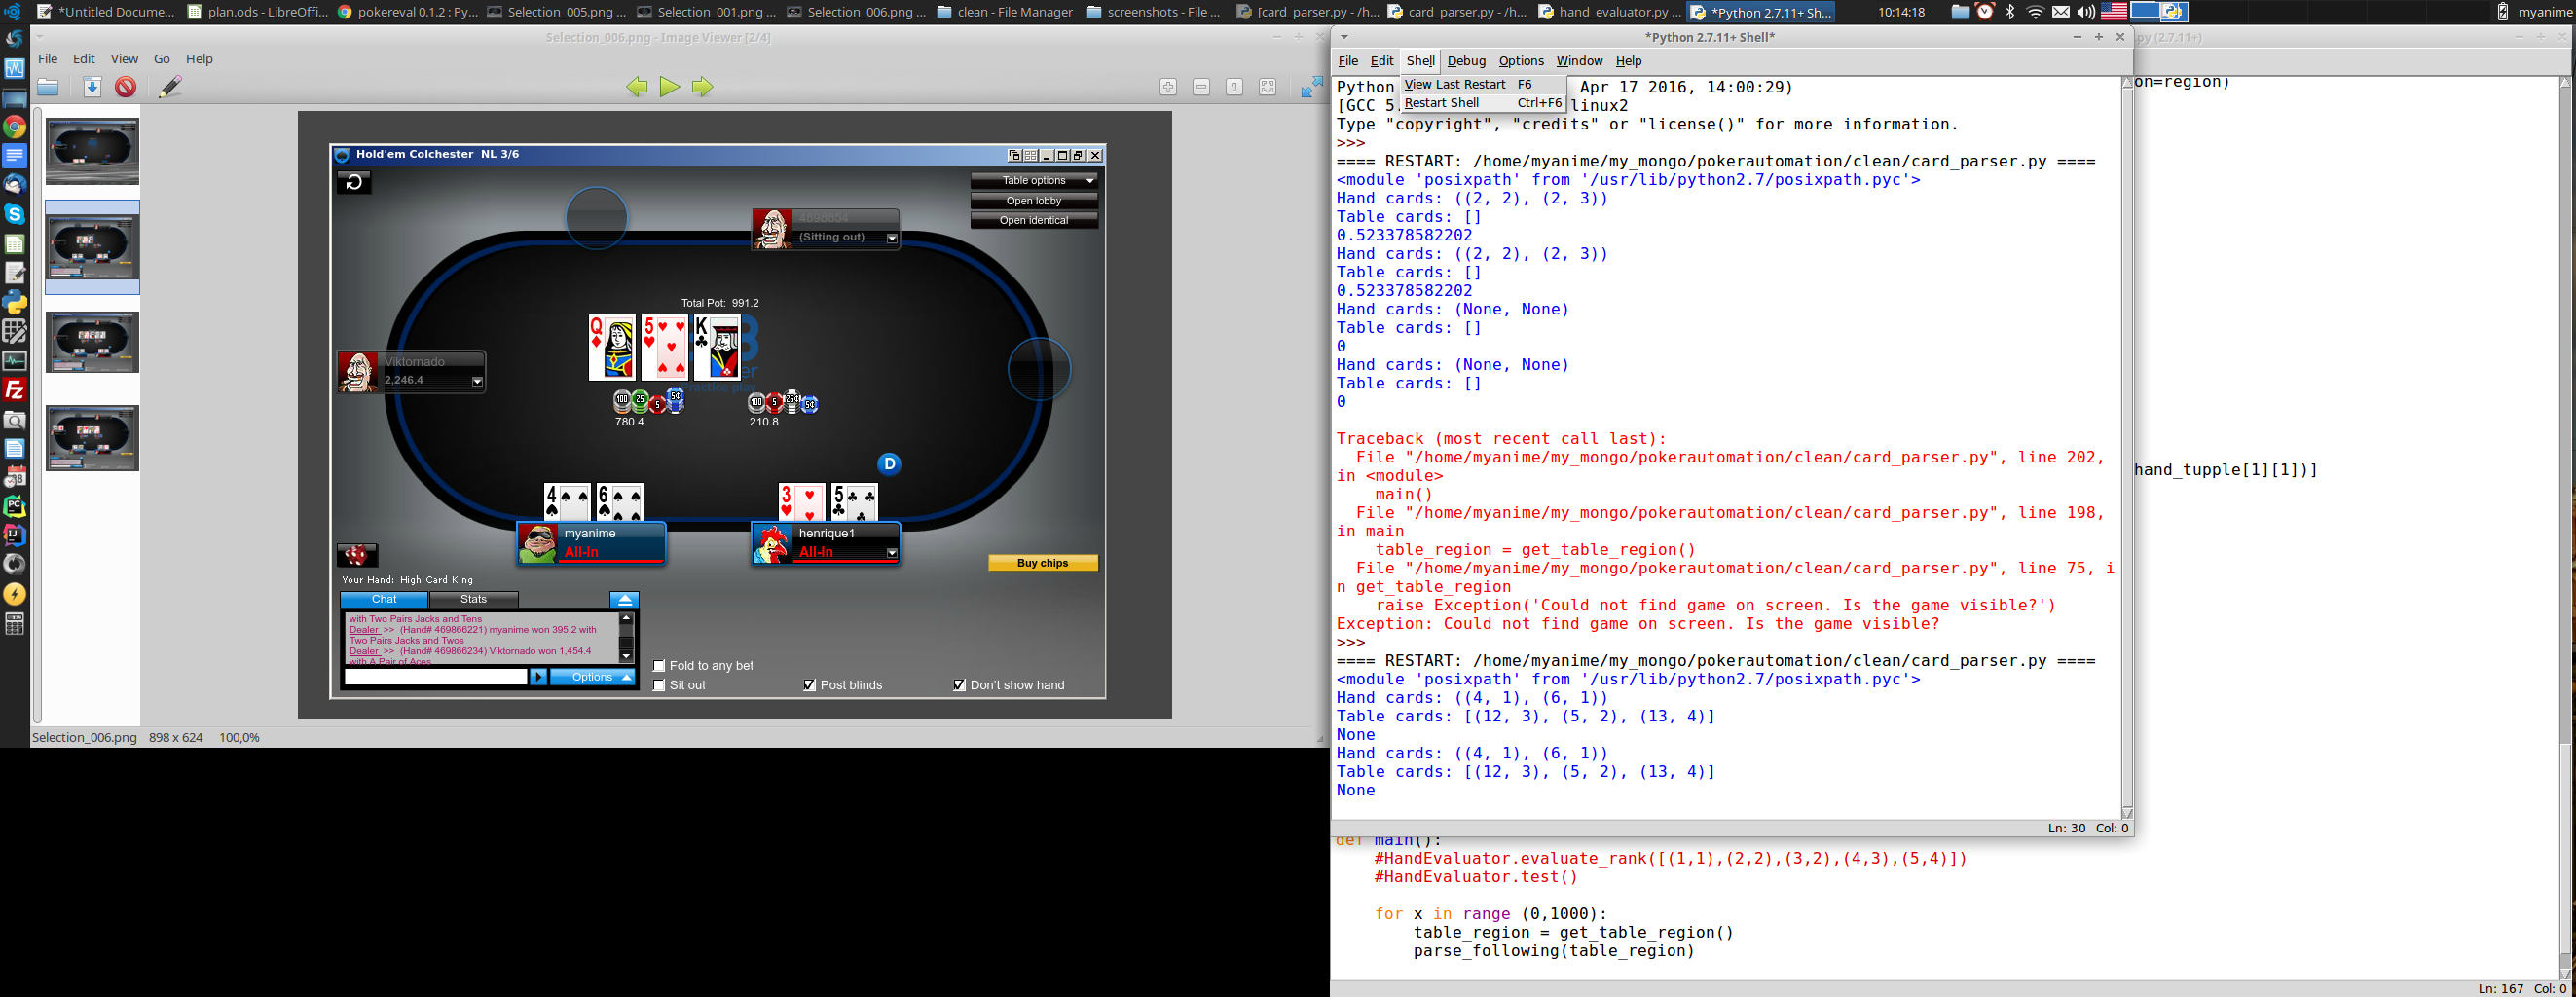 *Untitled Docume...
plan.ods - LibreOffi...
pokereval 0.1.2 : Py...
Selection_005.png ...
Selection_001.png ...
Selection_006.png ...
clean - File Manager
screenshots - File ...
[card_parser.py - /h...
card_parser.py - /h...
hand_evaluator.py ...
*Python 2.7.11+ Sh...
10:14:18
myanime
Selection_006.png - Image Viewer [2/4]
File Edit View Go Help
Hold'em Colchester NL 3/6
Table options
Open lobby
Open identical
4898854
(Sitting out)
Total Pot: 991.2
Q 5 K
Viktornado
2,246.4
Practice play
100 25 5 5¢
100 5 25¢ 5¢
780.4
210.8
D
4 6
3 5
myanime
All-In
henrique1
All-In
Buy chips
Your Hand: High Card King
Chat
Stats
with Two Pairs Jacks and Tens
Dealer >> (Hand# 469866221) myanime won 395.2 with
Two Pairs Jacks and Twos
Dealer >> (Hand# 469866234) Viktornado won 1,454.4
with A Pair of Aces
Options
Fold to any bet
Sit out
Post blinds
Don't show hand
Selection_006.png 898 x 624 100,0%
*Python 2.7.11+ Shell*
py (2.7.11+)
File Edit Shell Debug Options Window Help
View Last Restart F6
Restart Shell Ctrl+F6
Python Apr 17 2016, 14:00:29)
[GCC 5. linux2
Type "copyright", "credits" or "license()" for more information.
>>>
==== RESTART: /home/myanime/my_mongo/pokerautomation/clean/card_parser.py ====
<module 'posixpath' from '/usr/lib/python2.7/posixpath.pyc'>
Hand cards: ((2, 2), (2, 3))
Table cards: []
0.523378582202
Hand cards: ((2, 2), (2, 3))
Table cards: []
0.523378582202
Hand cards: (None, None)
Table cards: []
0
Hand cards: (None, None)
Table cards: []
0
Traceback (most recent call last):
File "/home/myanime/my_mongo/pokerautomation/clean/card_parser.py", line 202,
in <module>
main()
File "/home/myanime/my_mongo/pokerautomation/clean/card_parser.py", line 198,
in main
table_region = get_table_region()
File "/home/myanime/my_mongo/pokerautomation/clean/card_parser.py", line 75, i
n get_table_region
raise Exception('Could not find game on screen. Is the game visible?')
Exception: Could not find game on screen. Is the game visible?
>>>
==== RESTART: /home/myanime/my_mongo/pokerautomation/clean/card_parser.py ====
<module 'posixpath' from '/usr/lib/python2.7/posixpath.pyc'>
Hand cards: ((4, 1), (6, 1))
Table cards: [(12, 3), (5, 2), (13, 4)]
None
Hand cards: ((4, 1), (6, 1))
Table cards: [(12, 3), (5, 2), (13, 4)]
None
Ln: 30 Col: 0
on=region)
hand_tupple[1][1])]
def main():
#HandEvaluator.evaluate_rank([(1,1),(2,2),(3,2),(4,3),(5,4)])
#HandEvaluator.test()
for x in range (0,1000):
table_region = get_table_region()
parse_following(table_region)
Ln: 167 Col: 0